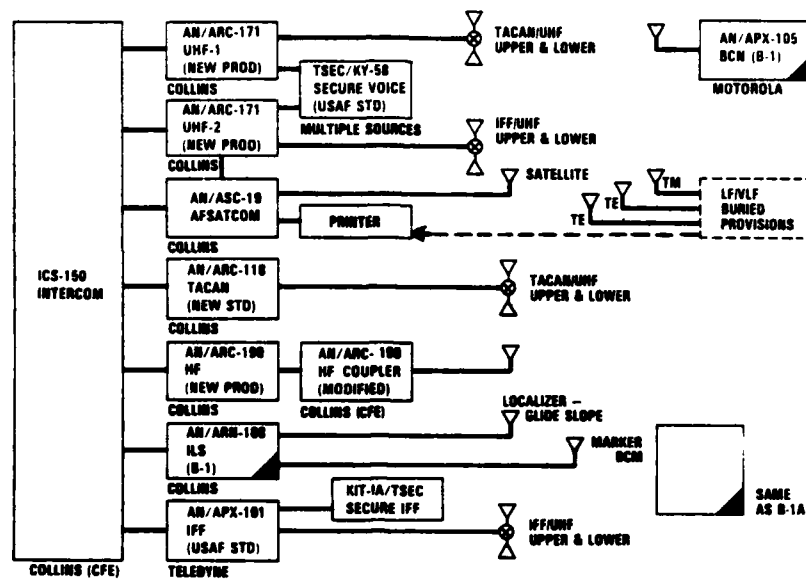 AN/ARC-171
UHF-1
(NEW PROD)
COLLINS
TACAN/UHF
UPPER & LOWER
AN/APX-105
BCN (B-1)
MOTOROLA
TSEC/KY-58
SECURE VOICE
(USAF STD)
MULTIPLE SOURCES
AN/ARC-171
UHF-2
(NEW PROD)
COLLINS
IFF/UHF
UPPER & LOWER
AN/ASC-19
AFSATCOM
COLLINS
SATELLITE
PRINTER
TM
TE
TE
LF/VLF
BURIED
PROVISIONS
ICS-150
INTERCOM
AN/ARC-118
TACAN
(NEW STD)
COLLINS
TACAN/UHF
UPPER & LOWER
AN/ARC-190
HF
(NEW PROD)
COLLINS
AN/ARC-190
HF COUPLER
(MODIFIED)
COLLINS (CFE)
LOCALIZER –
GLIDE SLOPE
AN/ARN-108
ILS
(B-1)
COLLINS
MARKER
BCM
SAME
AS B-1A
KIT-1A/TSEC
SECURE IFF
AN/APX-101
IFF
(USAF STD)
TELEDYNE
IFF/UHF
UPPER & LOWER
COLLINS (CFE)